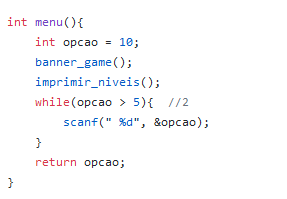 int menu(){
    int opcao = 10;
    banner_game();
    imprimir_niveis();
    while(opcao > 5){  //2
        scanf(" %d", &opcao);
    }
    return opcao;
}